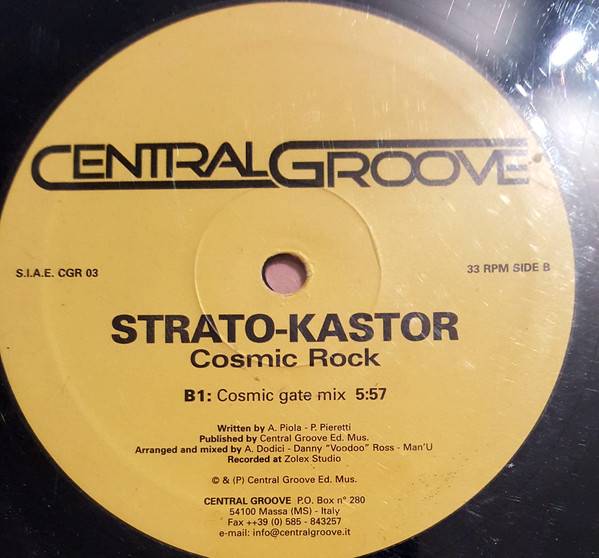 CENTRAL GROOVE
S.I.A.E. CGR 03
33 RPM SIDE B
STRATO-KASTOR
Cosmic Rock
B1: Cosmic gate mix 5:57
Written by A. Piola - P. Pieretti
Published by Central Groove Ed. Mus.
Arranged and mixed by A. Dodici - Danny "Voodoo" Ross - Man'U
Recorded at Zolex Studio
© & (P) Central Groove Ed. Mus.
CENTRAL GROOVE P.O. Box n° 280
54100 Massa (MS) - Italy
Fax ++39 (0) 585 - 843257
e-mail: info@centralgroove.it